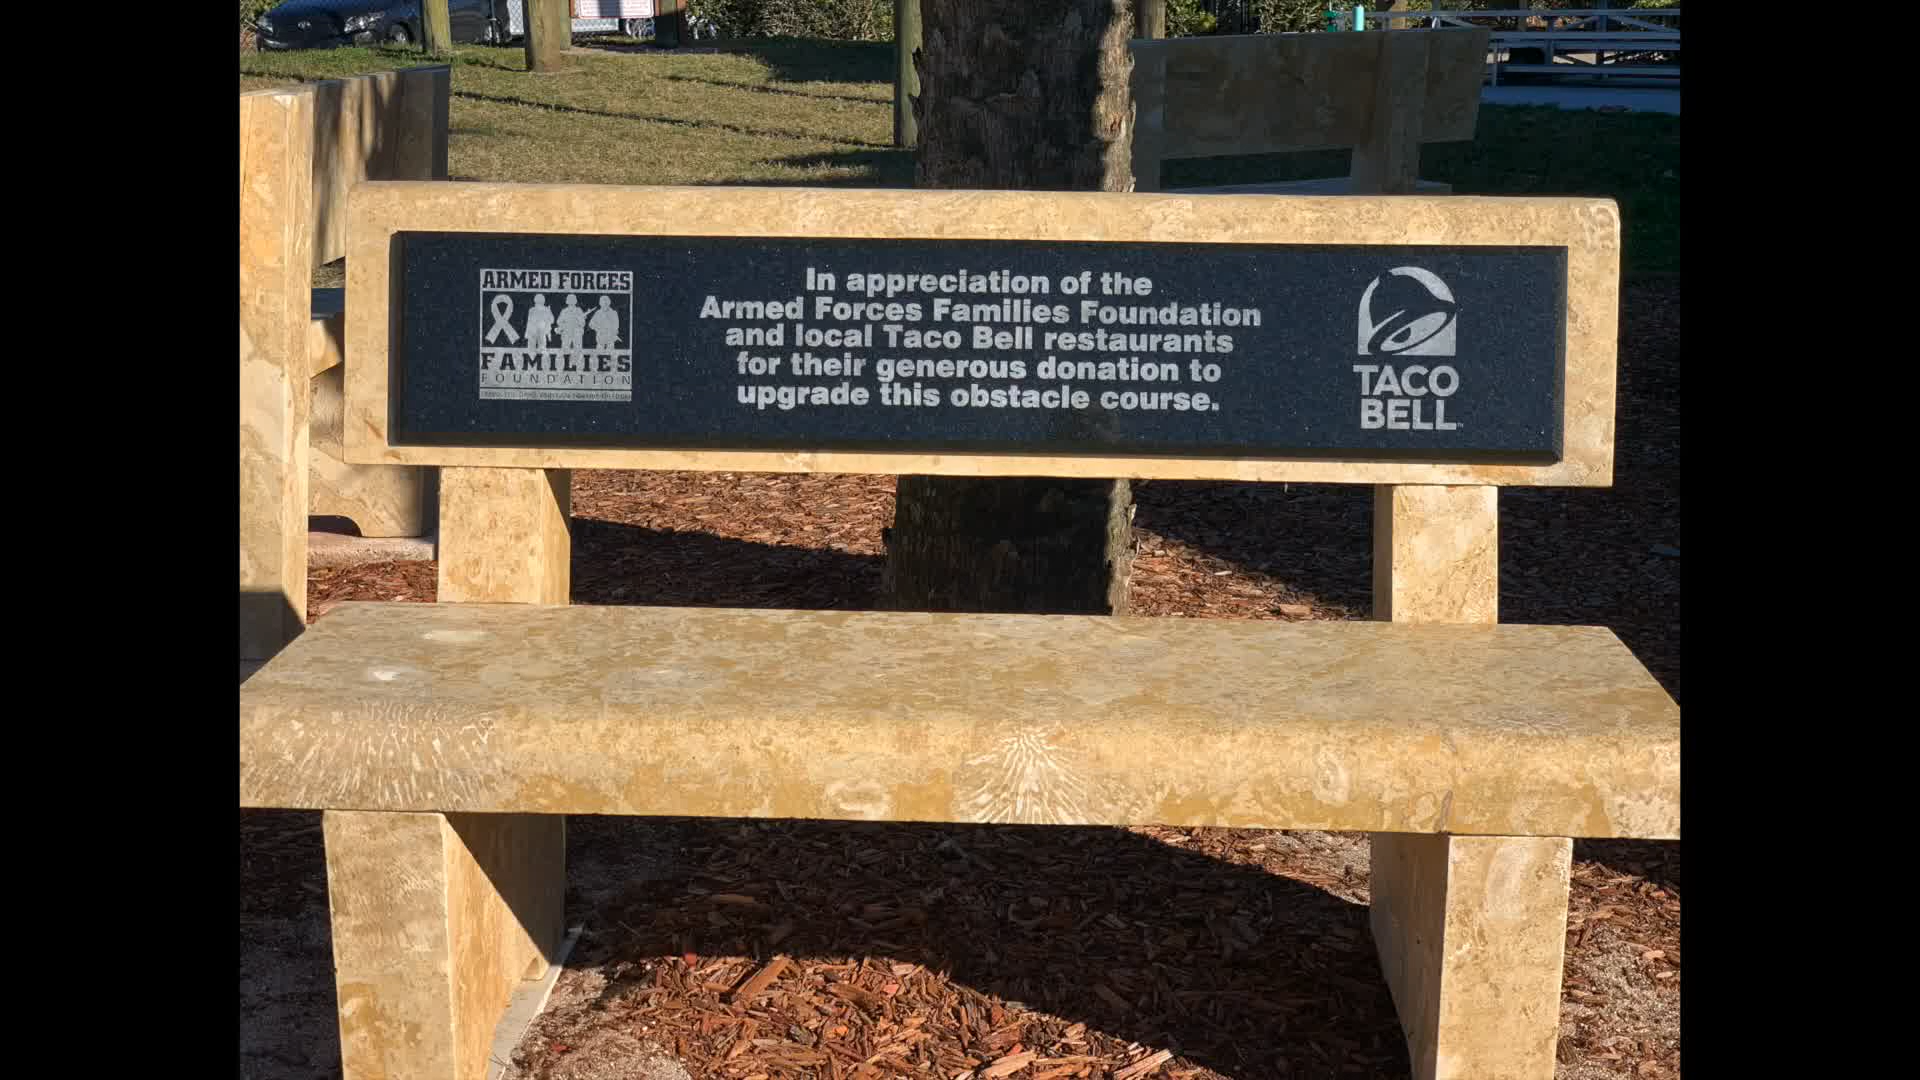 ARMED FORCES
FAMILIES
FOUNDATION
In appreciation of the
Armed Forces Families Foundation
and local Taco Bell restaurants
for their generous donation to
upgrade this obstacle course.
TACO
BELL